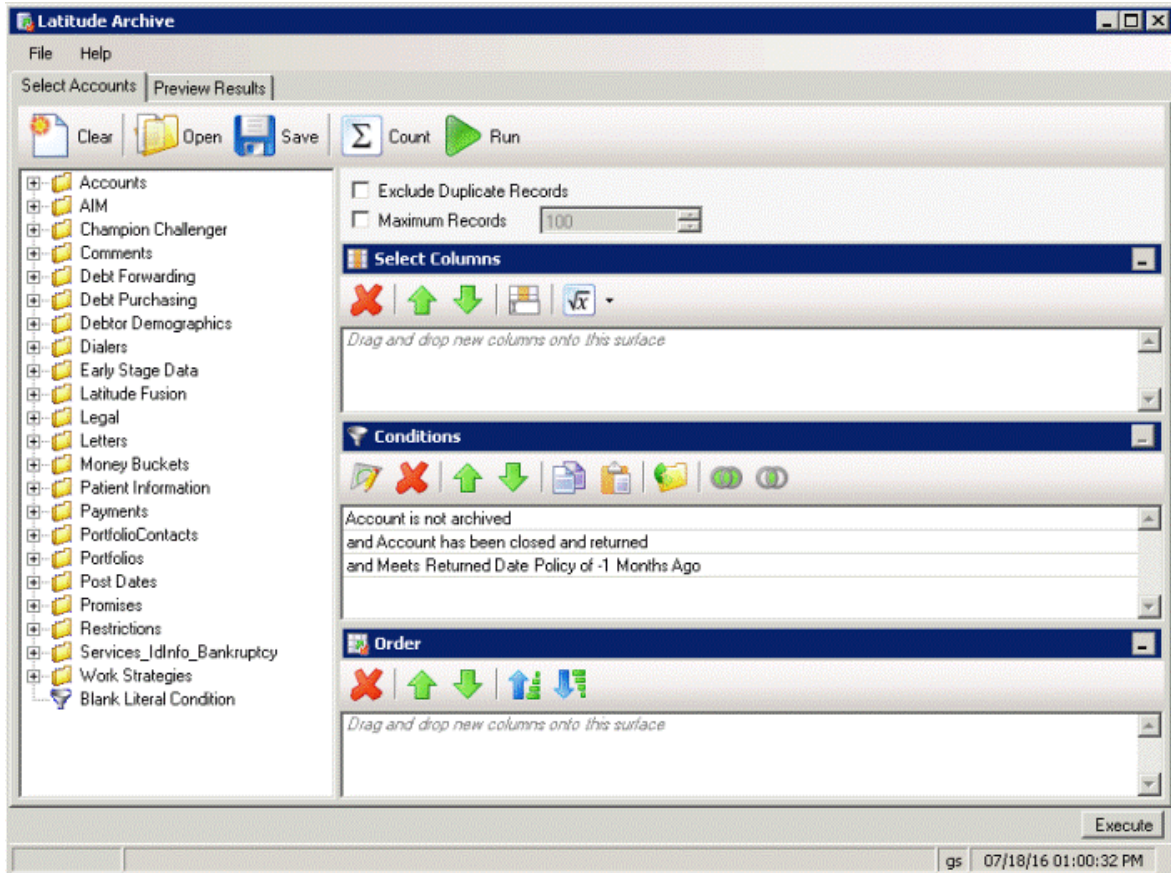 Latitude Archive
File Help
Select Accounts Preview Results
Clear Open Save Σ Count Run
Accounts
AIM
Champion Challenger
Comments
Debt Forwarding
Debt Purchasing
Debtor Demographics
Dialers
Early Stage Data
Latitude Fusion
Legal
Letters
Money Buckets
Patient Information
Payments
PortfolioContacts
Portfolios
Post Dates
Promises
Restrictions
Services_IdInfo_Bankruptcy
Work Strategies
Blank Literal Condition
Exclude Duplicate Records
Maximum Records 100
Select Columns
√x
Drag and drop new columns onto this surface
Conditions
Account is not archived
and Account has been closed and returned
and Meets Returned Date Policy of -1 Months Ago
Order
Drag and drop new columns onto this surface
Execute
gs 07/18/16 01:00:32 PM